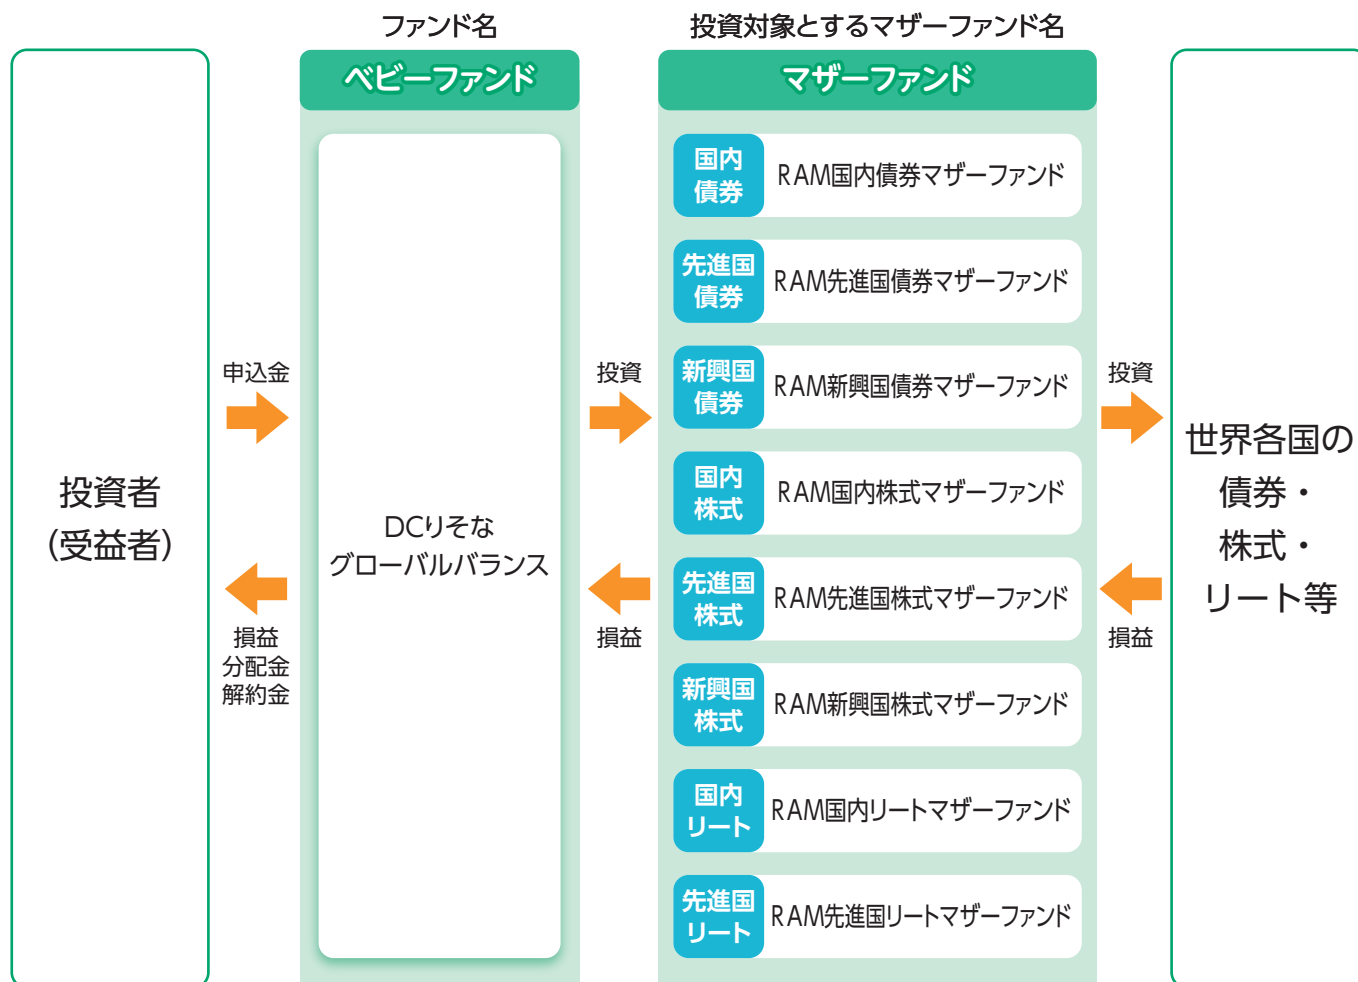 ファンド名
投資対象とするマザーファンド名
ベビーファンド
マザーファンド
投資者
（受益者）
申込金
損益
分配金
解約金
DCりそな
グローバルバランス
投資
損益
国内
債券
RAM国内債券マザーファンド
先進国
債券
RAM先進国債券マザーファンド
新興国
債券
RAM新興国債券マザーファンド
国内
株式
RAM国内株式マザーファンド
先進国
株式
RAM先進国株式マザーファンド
新興国
株式
RAM新興国株式マザーファンド
国内
リート
RAM国内リートマザーファンド
先進国
リート
RAM先進国リートマザーファンド
投資
損益
世界各国の
債券・
株式・
リート等